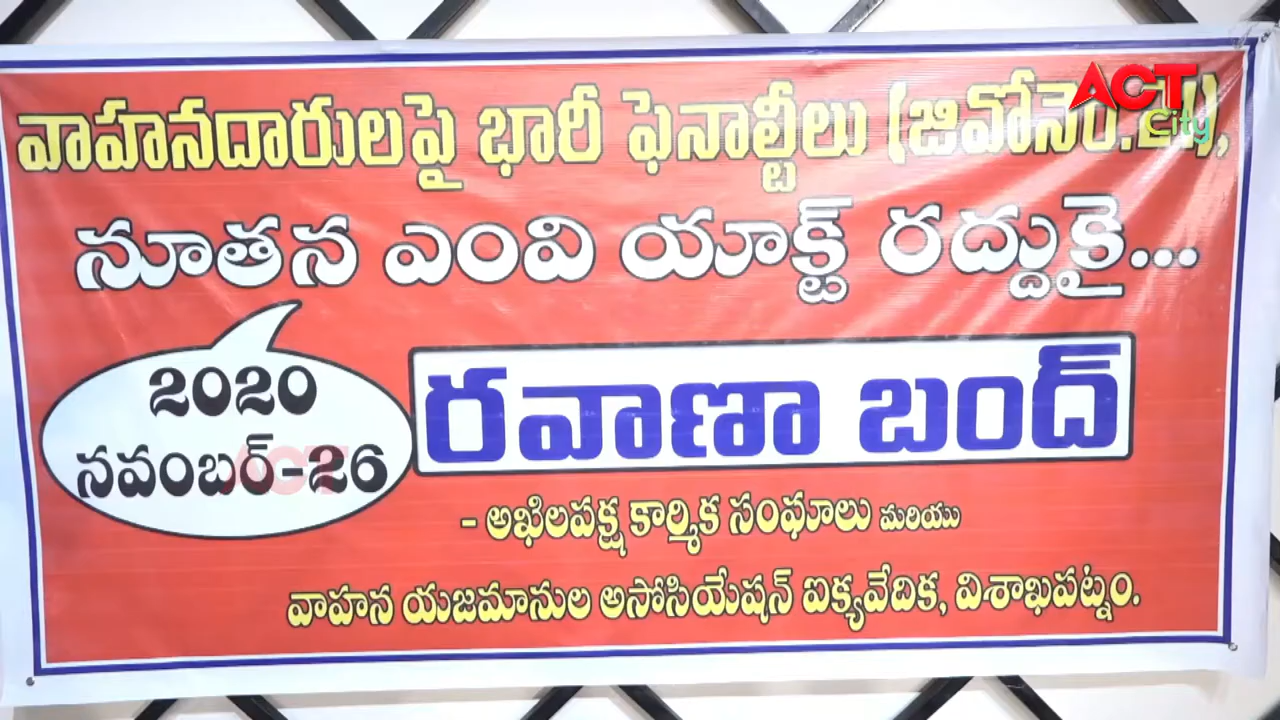 ACT
City
వాహనదారులపై భారీ ఫెనాల్టీలు (జివోనెం.21),
నూతన ఎంవి యాక్ట్ రద్దుకై...
2020
నవంబర్-26
రవాణా బంద్
- అఖిలపక్ష కార్మిక సంఘాలు మరియు
వాహన యజమానుల అసోసియేషన్ ఐక్యవేదిక, విశాఖపట్నం.